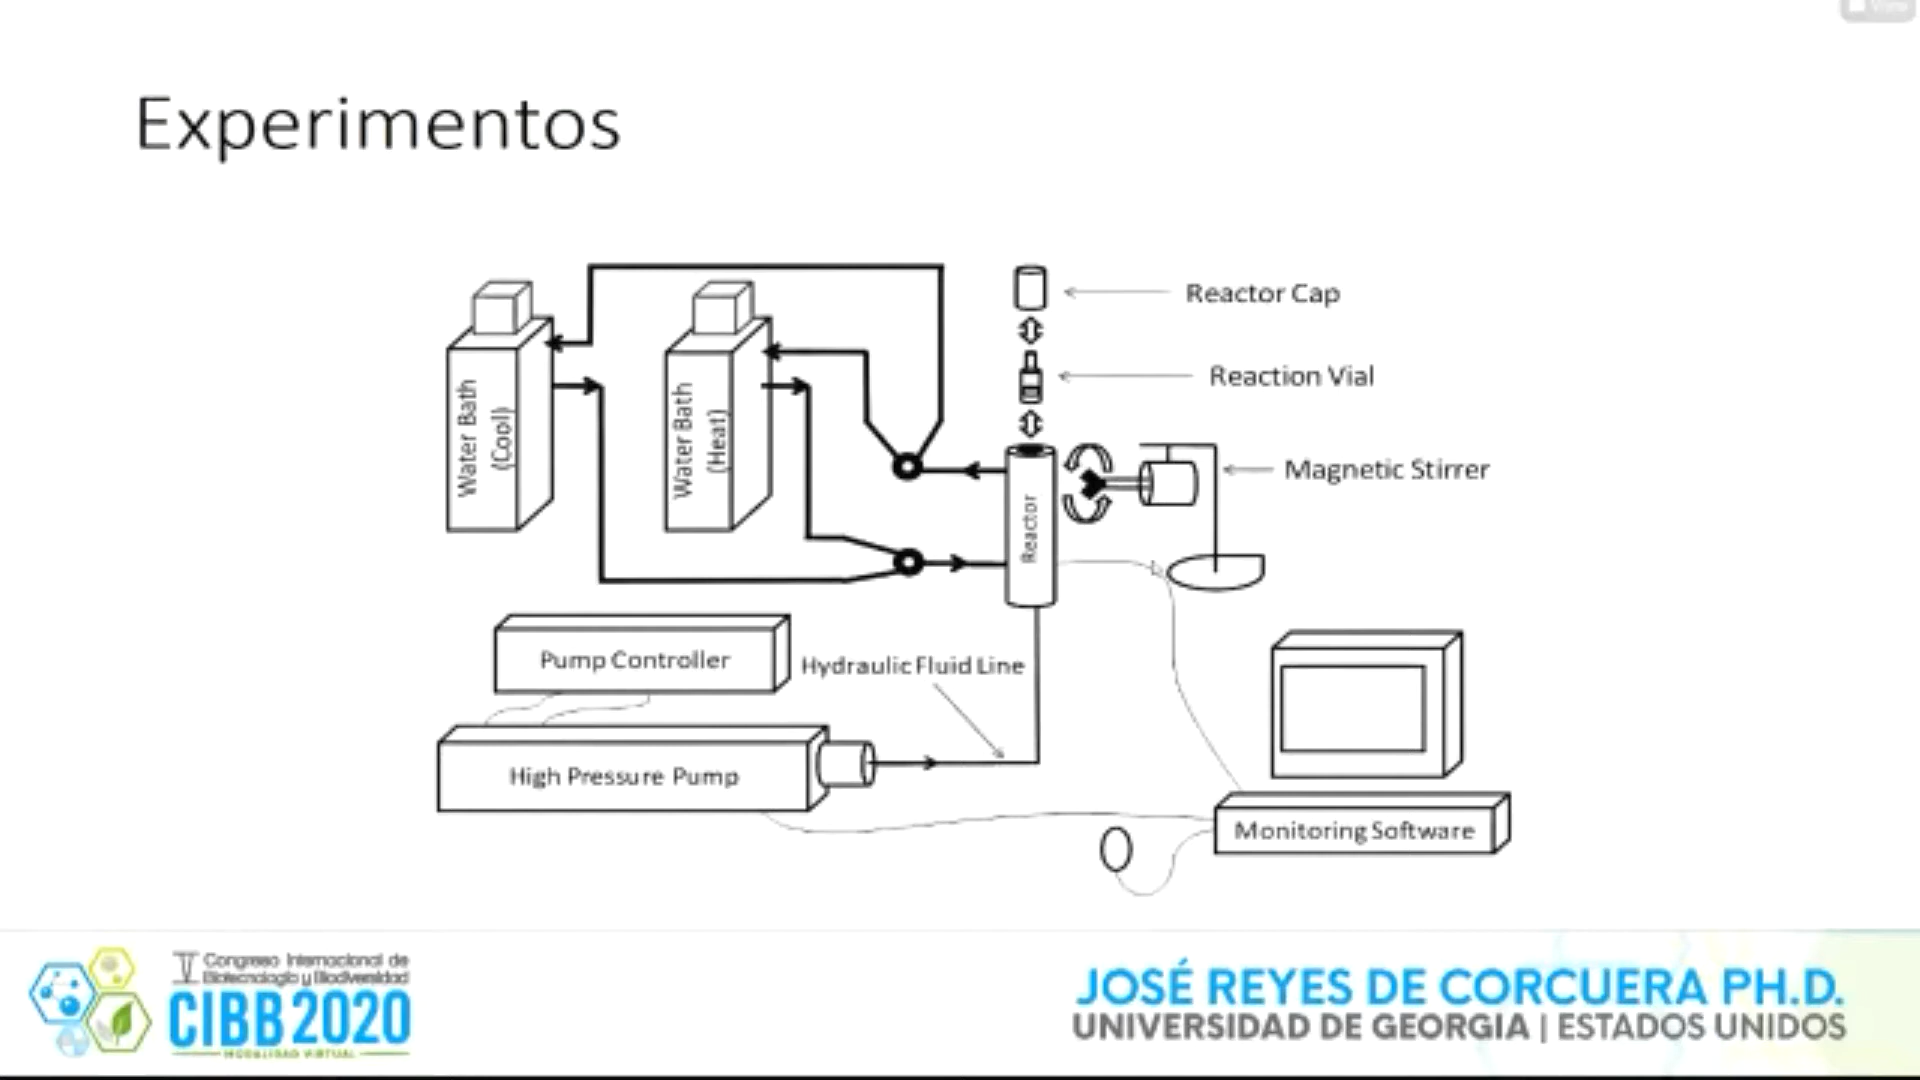 View
Experimentos
Reactor Cap
Reaction Vial
Water Bath
(Cool)
Water Bath
(Heat)
Magnetic Stirrer
Reactor
Pump Controller
Hydraulic Fluid Line
High Pressure Pump
Monitoring Software
V Congreso Internacional de
Biotecnología y Biodiversidad
CIBB 2020
MODALIDAD VIRTUAL
JOSÉ REYES DE CORCUERA PH.D.
UNIVERSIDAD DE GEORGIA | ESTADOS UNIDOS